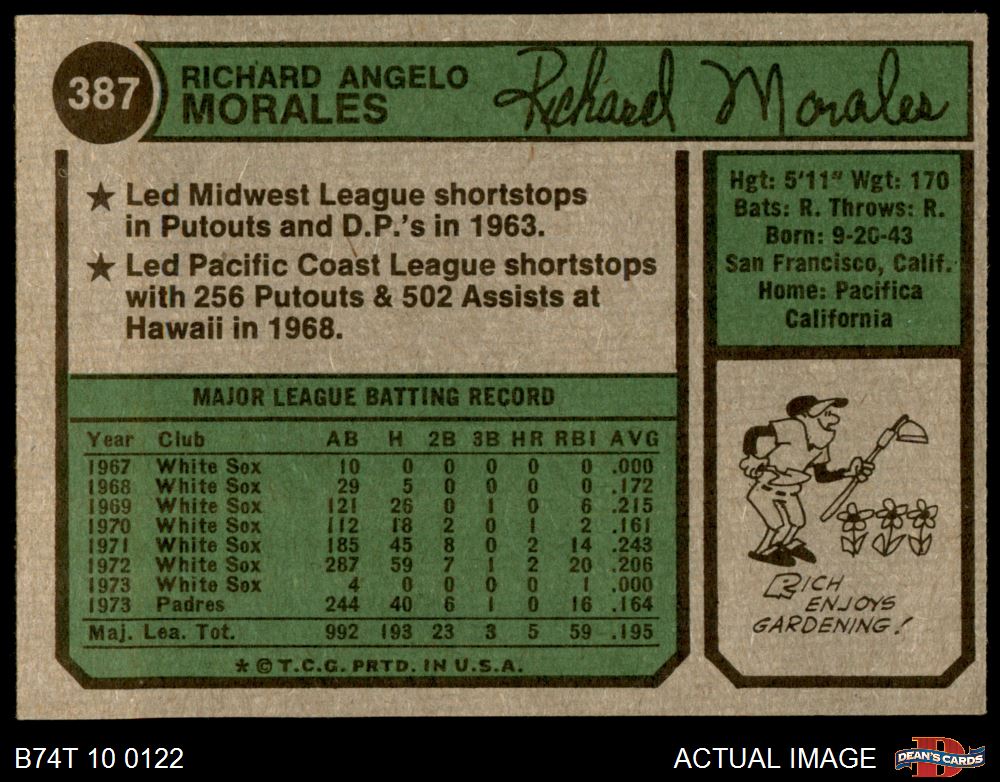 387
RICHARD ANGELO
MORALES
Richard Morales
★ Led Midwest League shortstops
in Putouts and D.P.'s in 1963.
★ Led Pacific Coast League shortstops
with 256 Putouts & 502 Assists at
Hawaii in 1968.
Hgt: 5'11" Wgt: 170
Bats: R. Throws: R.
Born: 9-20-43
San Francisco, Calif.
Home: Pacifica
California
MAJOR LEAGUE BATTING RECORD
Year Club AB H 2B 3B HR RBI AVG
1967 White Sox 10 0 0 0 0 0 .000
1968 White Sox 29 5 0 0 0 0 .172
1969 White Sox 121 26 0 1 0 6 .215
1970 White Sox 112 18 2 0 1 2 .161
1971 White Sox 185 45 8 0 2 14 .243
1972 White Sox 287 59 7 1 2 20 .206
1973 White Sox 4 0 0 0 0 1 .000
1973 Padres 244 40 6 1 0 16 .164
Maj. Lea. Tot. 992 193 23 3 5 59 .195
* © T.C.G. PRTD. IN U.S.A.
RICH
ENJOYS
GARDENING!
B74T 10 0122
ACTUAL IMAGE
D
DEAN'S CARDS